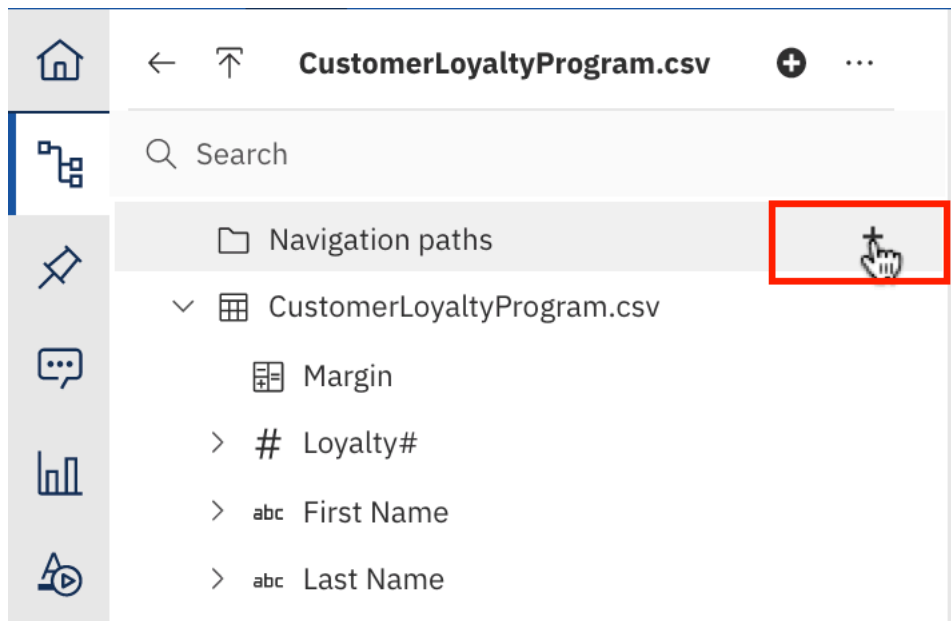 CustomerLoyaltyProgram.csv
Search
Navigation paths
CustomerLoyaltyProgram.csv
Margin
# Loyalty#
abc First Name
abc Last Name